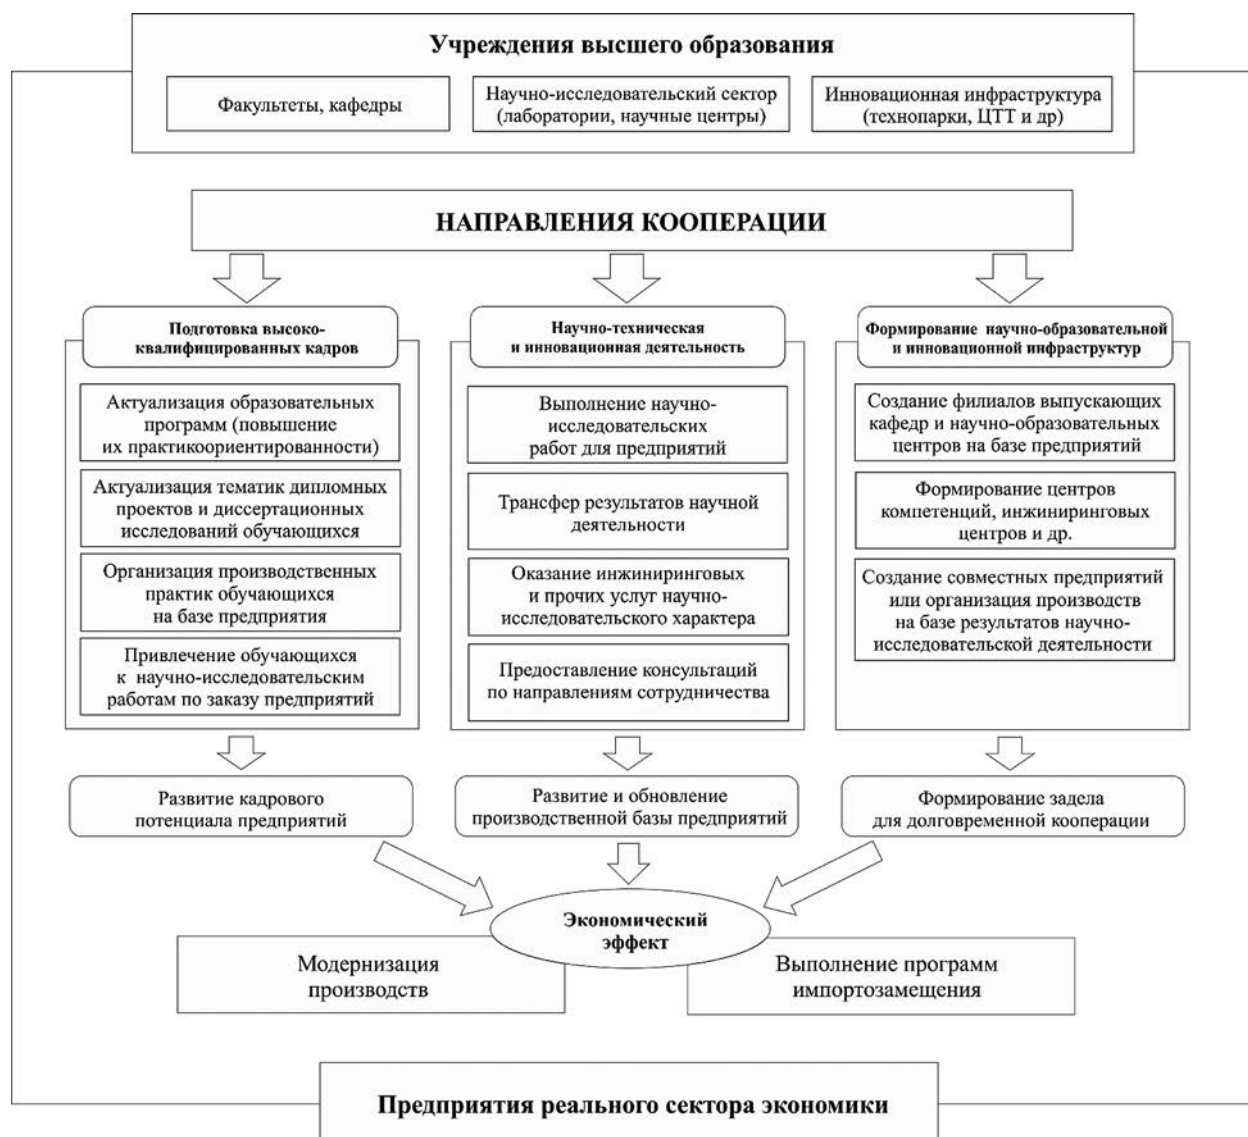 Учреждения высшего образования
Факультеты, кафедры
Научно-исследовательский сектор
(лаборатории, научные центры)
Инновационная инфраструктура
(технопарки, ЦТТ и др)
НАПРАВЛЕНИЯ КООПЕРАЦИИ
Подготовка высоко-
квалифицированных кадров
Актуализация образовательных
программ (повышение
их практикоориентированности)
Актуализация тематик дипломных
проектов и диссертационных
исследований обучающихся
Организация производственных
практик обучающихся
на базе предприятия
Привлечение обучающихся
к научно-исследовательским
работам по заказу предприятий
Научно-техническая
и инновационная деятельность
Выполнение научно-
исследовательских
работ для предприятий
Трансфер результатов научной
деятельности
Оказание инжиниринговых
и прочих услуг научно-
исследовательского характера
Предоставление консультаций
по направлениям сотрудничества
Формирование научно-образовательной
и инновационной инфраструктур
Создание филиалов выпускающих
кафедр и научно-образовательных
центров на базе предприятий
Формирование центров
компетенций, инжиниринговых
центров и др.
Создание совместных предприятий
или организация производств
на базе результатов научно-
исследовательской деятельности
Развитие кадрового
потенциала предприятий
Развитие и обновление
производственной базы предприятий
Формирование задела
для долговременной кооперации
Экономический
эффект
Модернизация
производств
Выполнение программ
импортозамещения
Предприятия реального сектора экономики